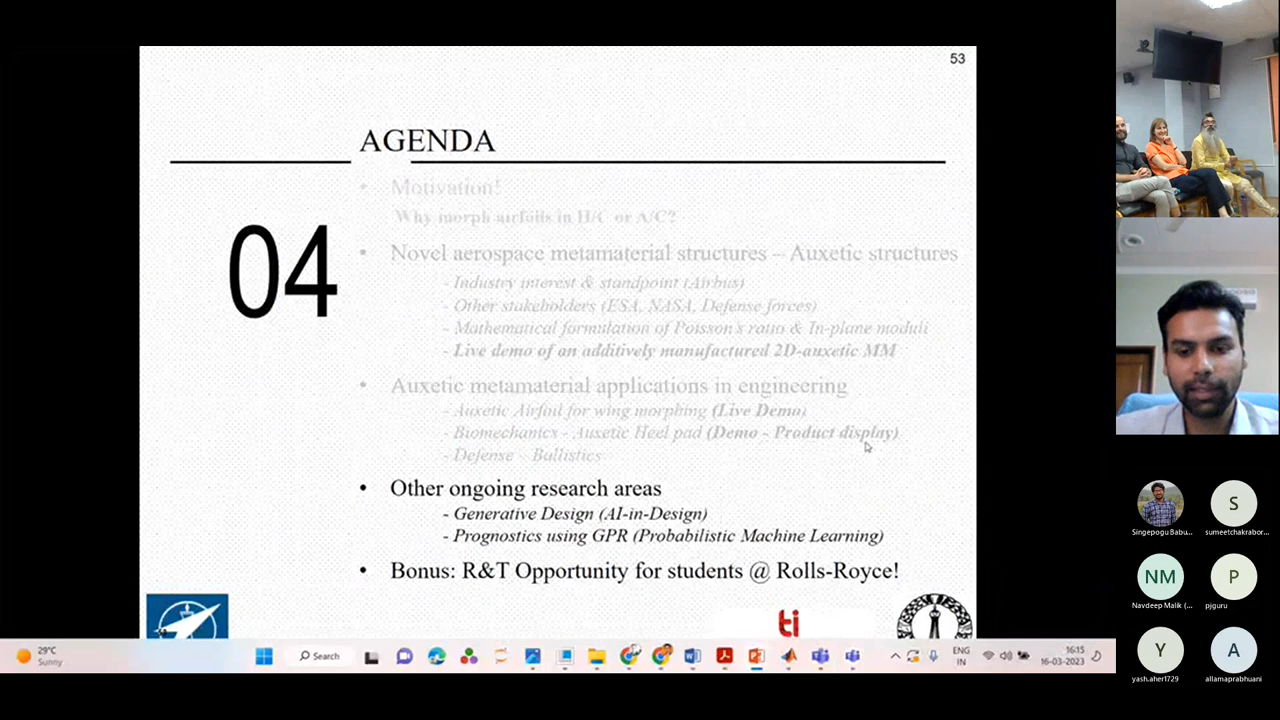 53
AGENDA
04
• Motivation!
Why morph airfoils in H/C or A/C?
• Novel aerospace metamaterial structures – Auxetic structures
- Industry interest & standpoint (Airbus)
- Other stakeholders (ESA, NASA, Defense forces)
- Mathematical formulation of Poisson's ratio & In-plane moduli
- Live demo of an additively manufactured 2D-auxetic MM
• Auxetic metamaterial applications in engineering
- Auxetic Airfoil for wing morphing (Live Demo)
- Biomechanics - Auxetic Heel pad (Demo - Product display)
- Defense – Ballistics
• Other ongoing research areas
- Generative Design (AI-in-Design)
- Prognostics using GPR (Probabilistic Machine Learning)
• Bonus: R&T Opportunity for students @ Rolls-Royce!
ti
29°C
Sunny
Search
ENG
IN
16:15
16-03-2023
Singepogu Babu...
S
sumeetchakrabor...
NM
Navdeep Malik (...
P
pjguru
Y
yash.aher1729
A
allamaprabhuani